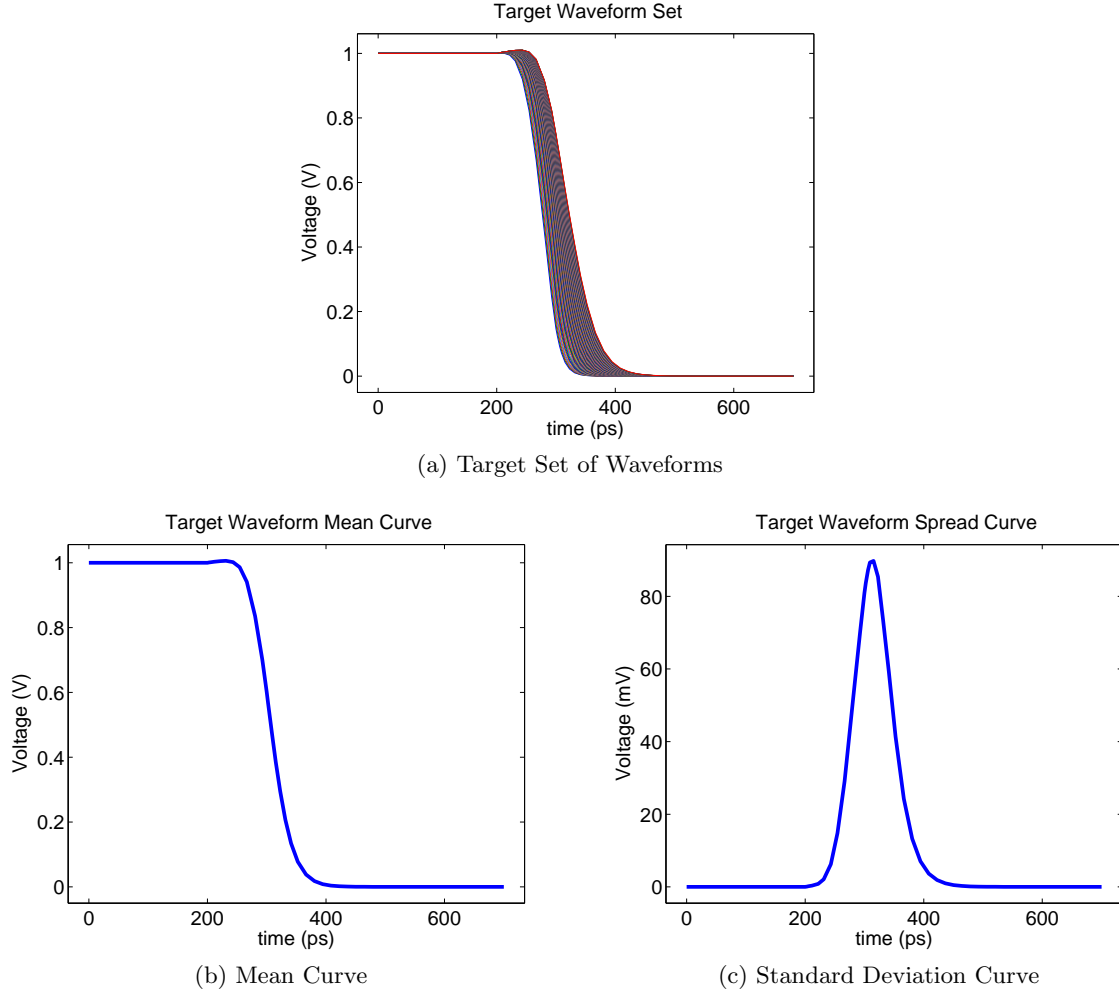 Target Waveform Set
1
0.8
0.6
0.4
0.2
0
Voltage (V)
0 200 400 600
time (ps)
(a) Target Set of Waveforms
Target Waveform Mean Curve
1
0.8
0.6
0.4
0.2
0
Voltage (V)
0 200 400 600
time (ps)
(b) Mean Curve
Target Waveform Spread Curve
80
60
40
20
0
Voltage (mV)
0 200 400 600
time (ps)
(c) Standard Deviation Curve